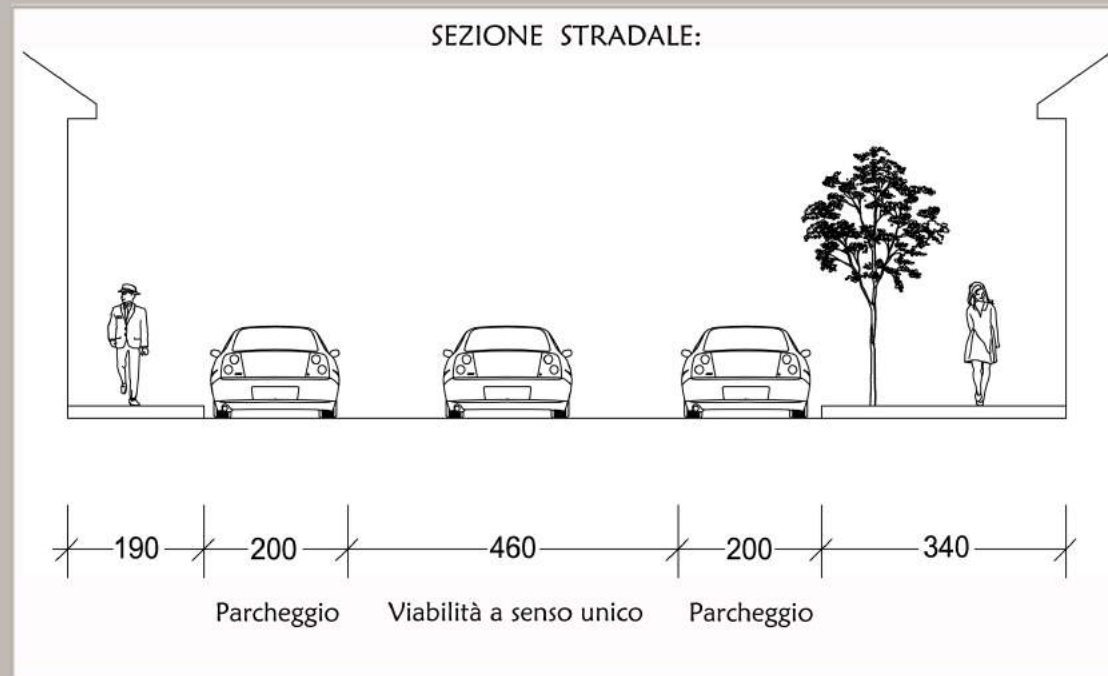 SEZIONE STRADALE:
190 200 460 200 340
Parcheggio Viabilità a senso unico Parcheggio